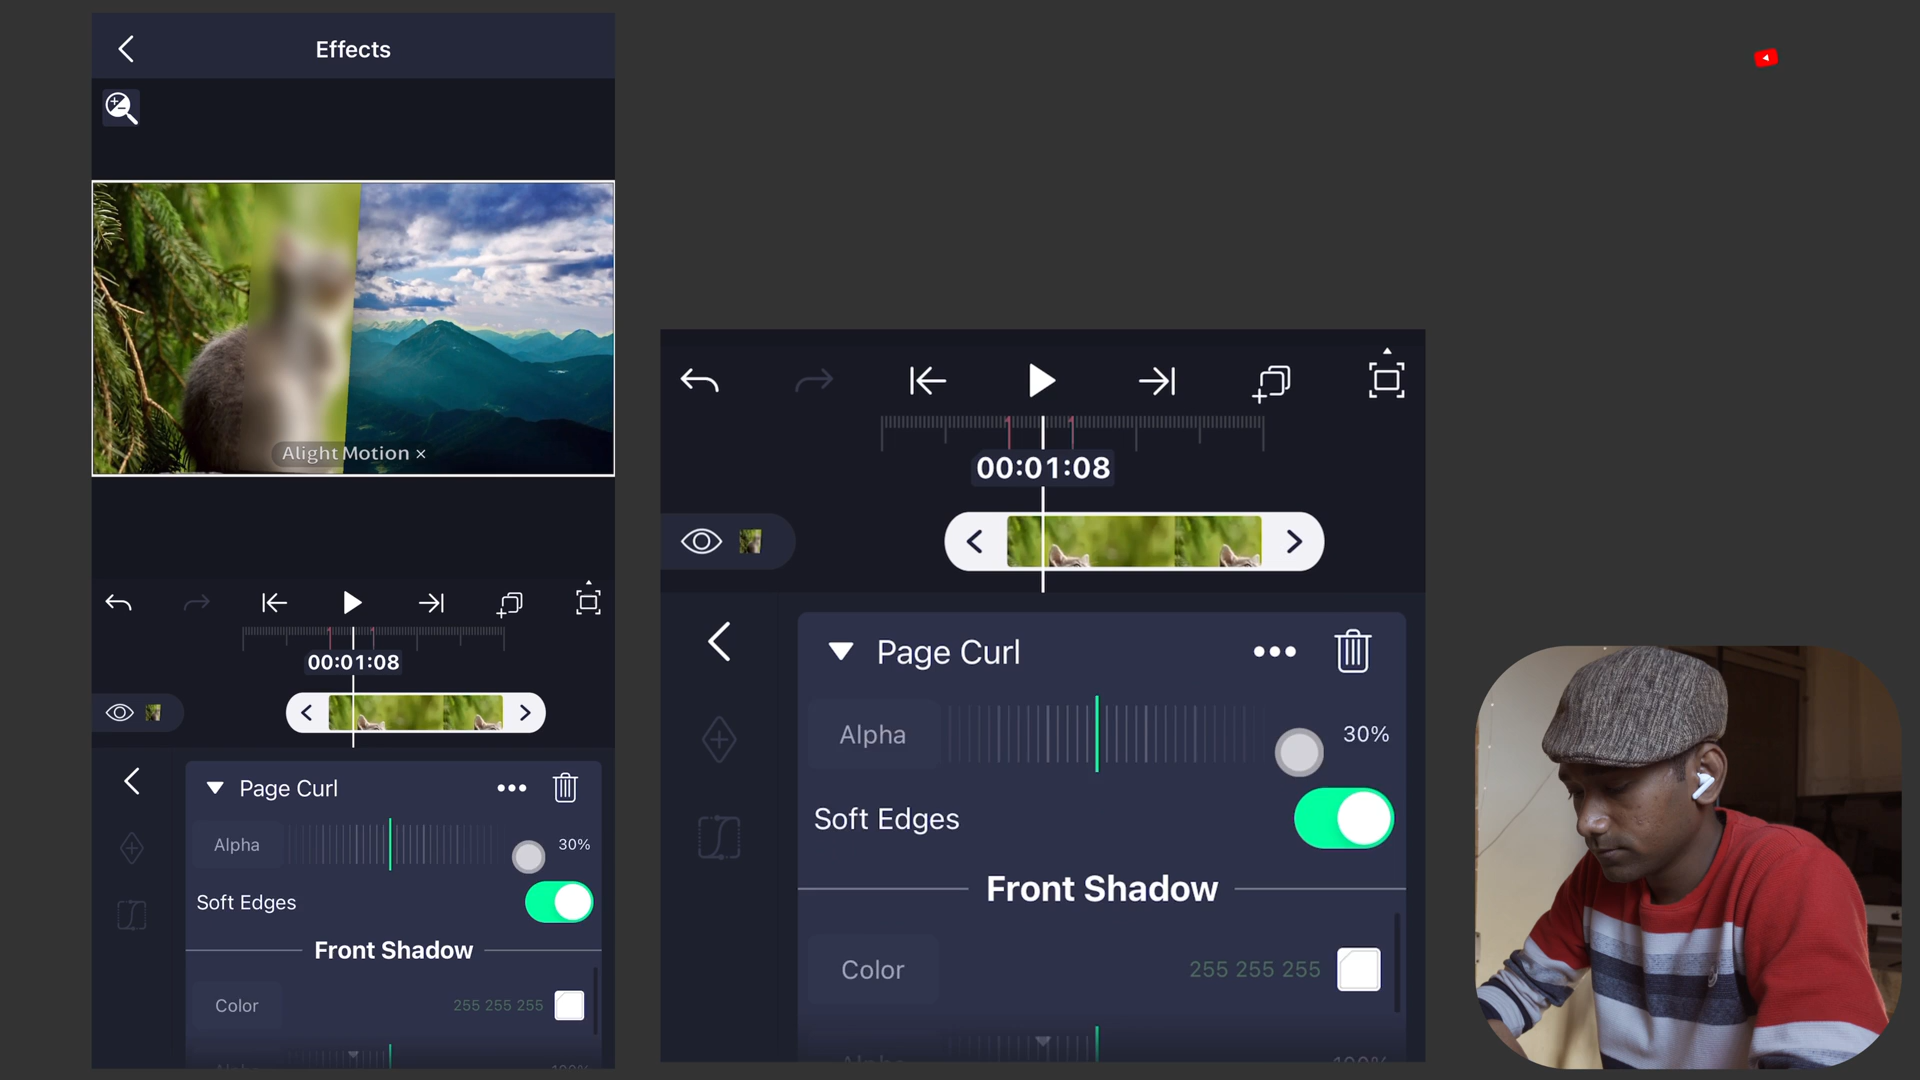 Effects
Alight Motion ×
00:01:08
Page Curl
Alpha
30%
Soft Edges
Front Shadow
Color
255 255 255
00:01:08
Page Curl
Alpha
30%
Soft Edges
Front Shadow
Color
255 255 255